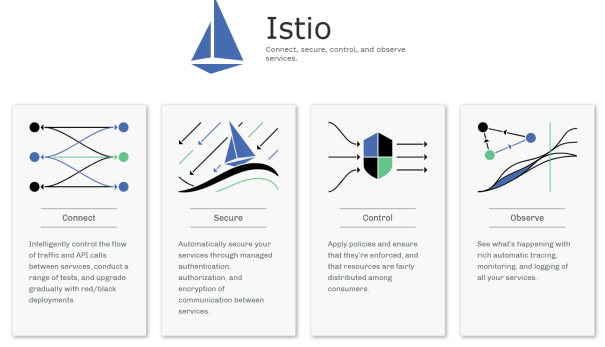 Istio
Connect, secure, control, and observe
services.
Connect
Intelligently control the flow
of traffic and API calls
between services, conduct a
range of tests, and upgrade
gradually with red/black
deployments.
Secure
Automatically secure your
services through managed
authentication,
authorization, and
encryption of
communication between
services.
Control
Apply policies and ensure
that they're enforced, and
that resources are fairly
distributed among
consumers.
Observe
See what's happening with
rich automatic tracing,
monitoring, and logging of
all your services.